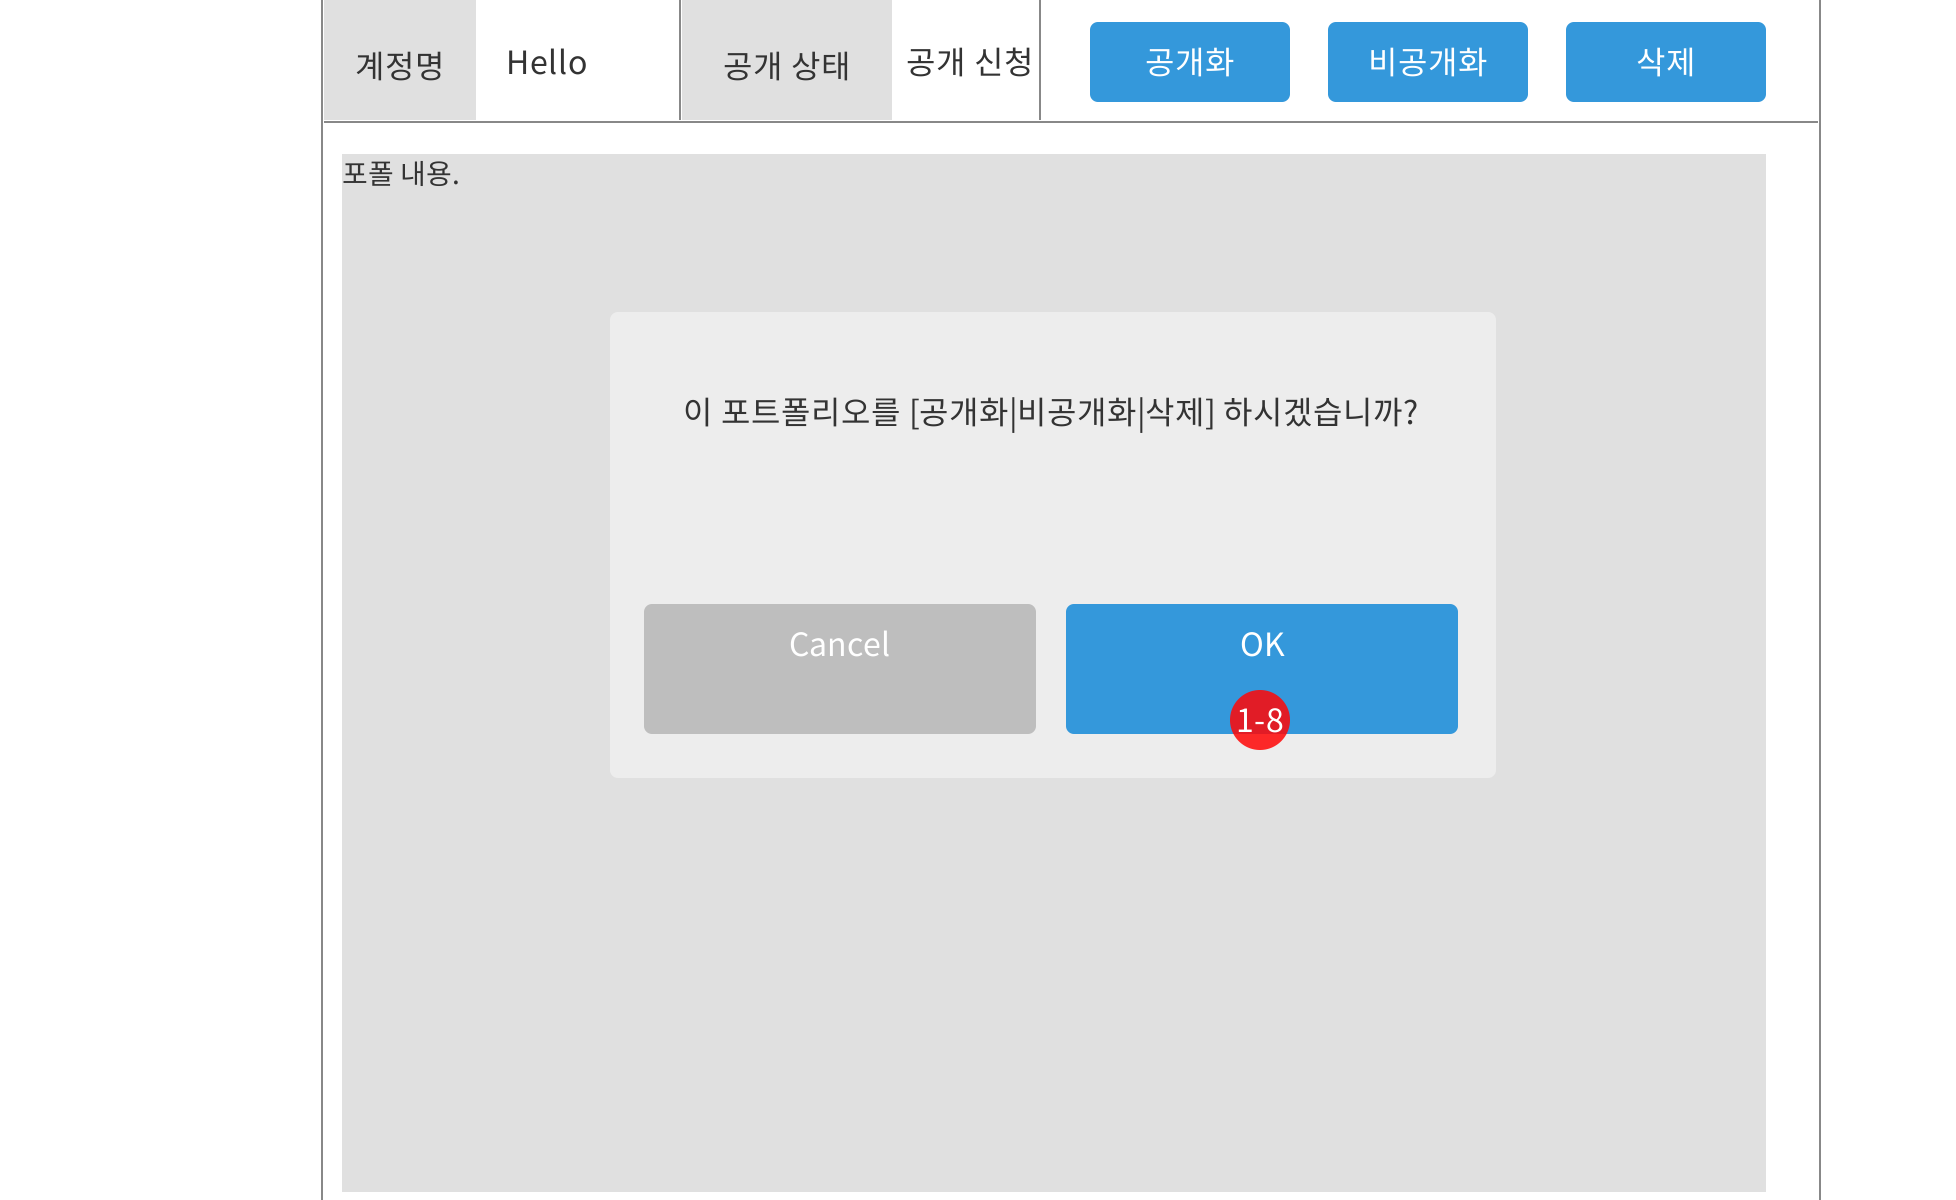 계정명 Hello 공개 상태 공개 신청 공개화 비공개화 삭제
포폴 내용.
이 포트폴리오를 [공개화|비공개화|삭제] 하시겠습니까?
Cancel OK
1-8